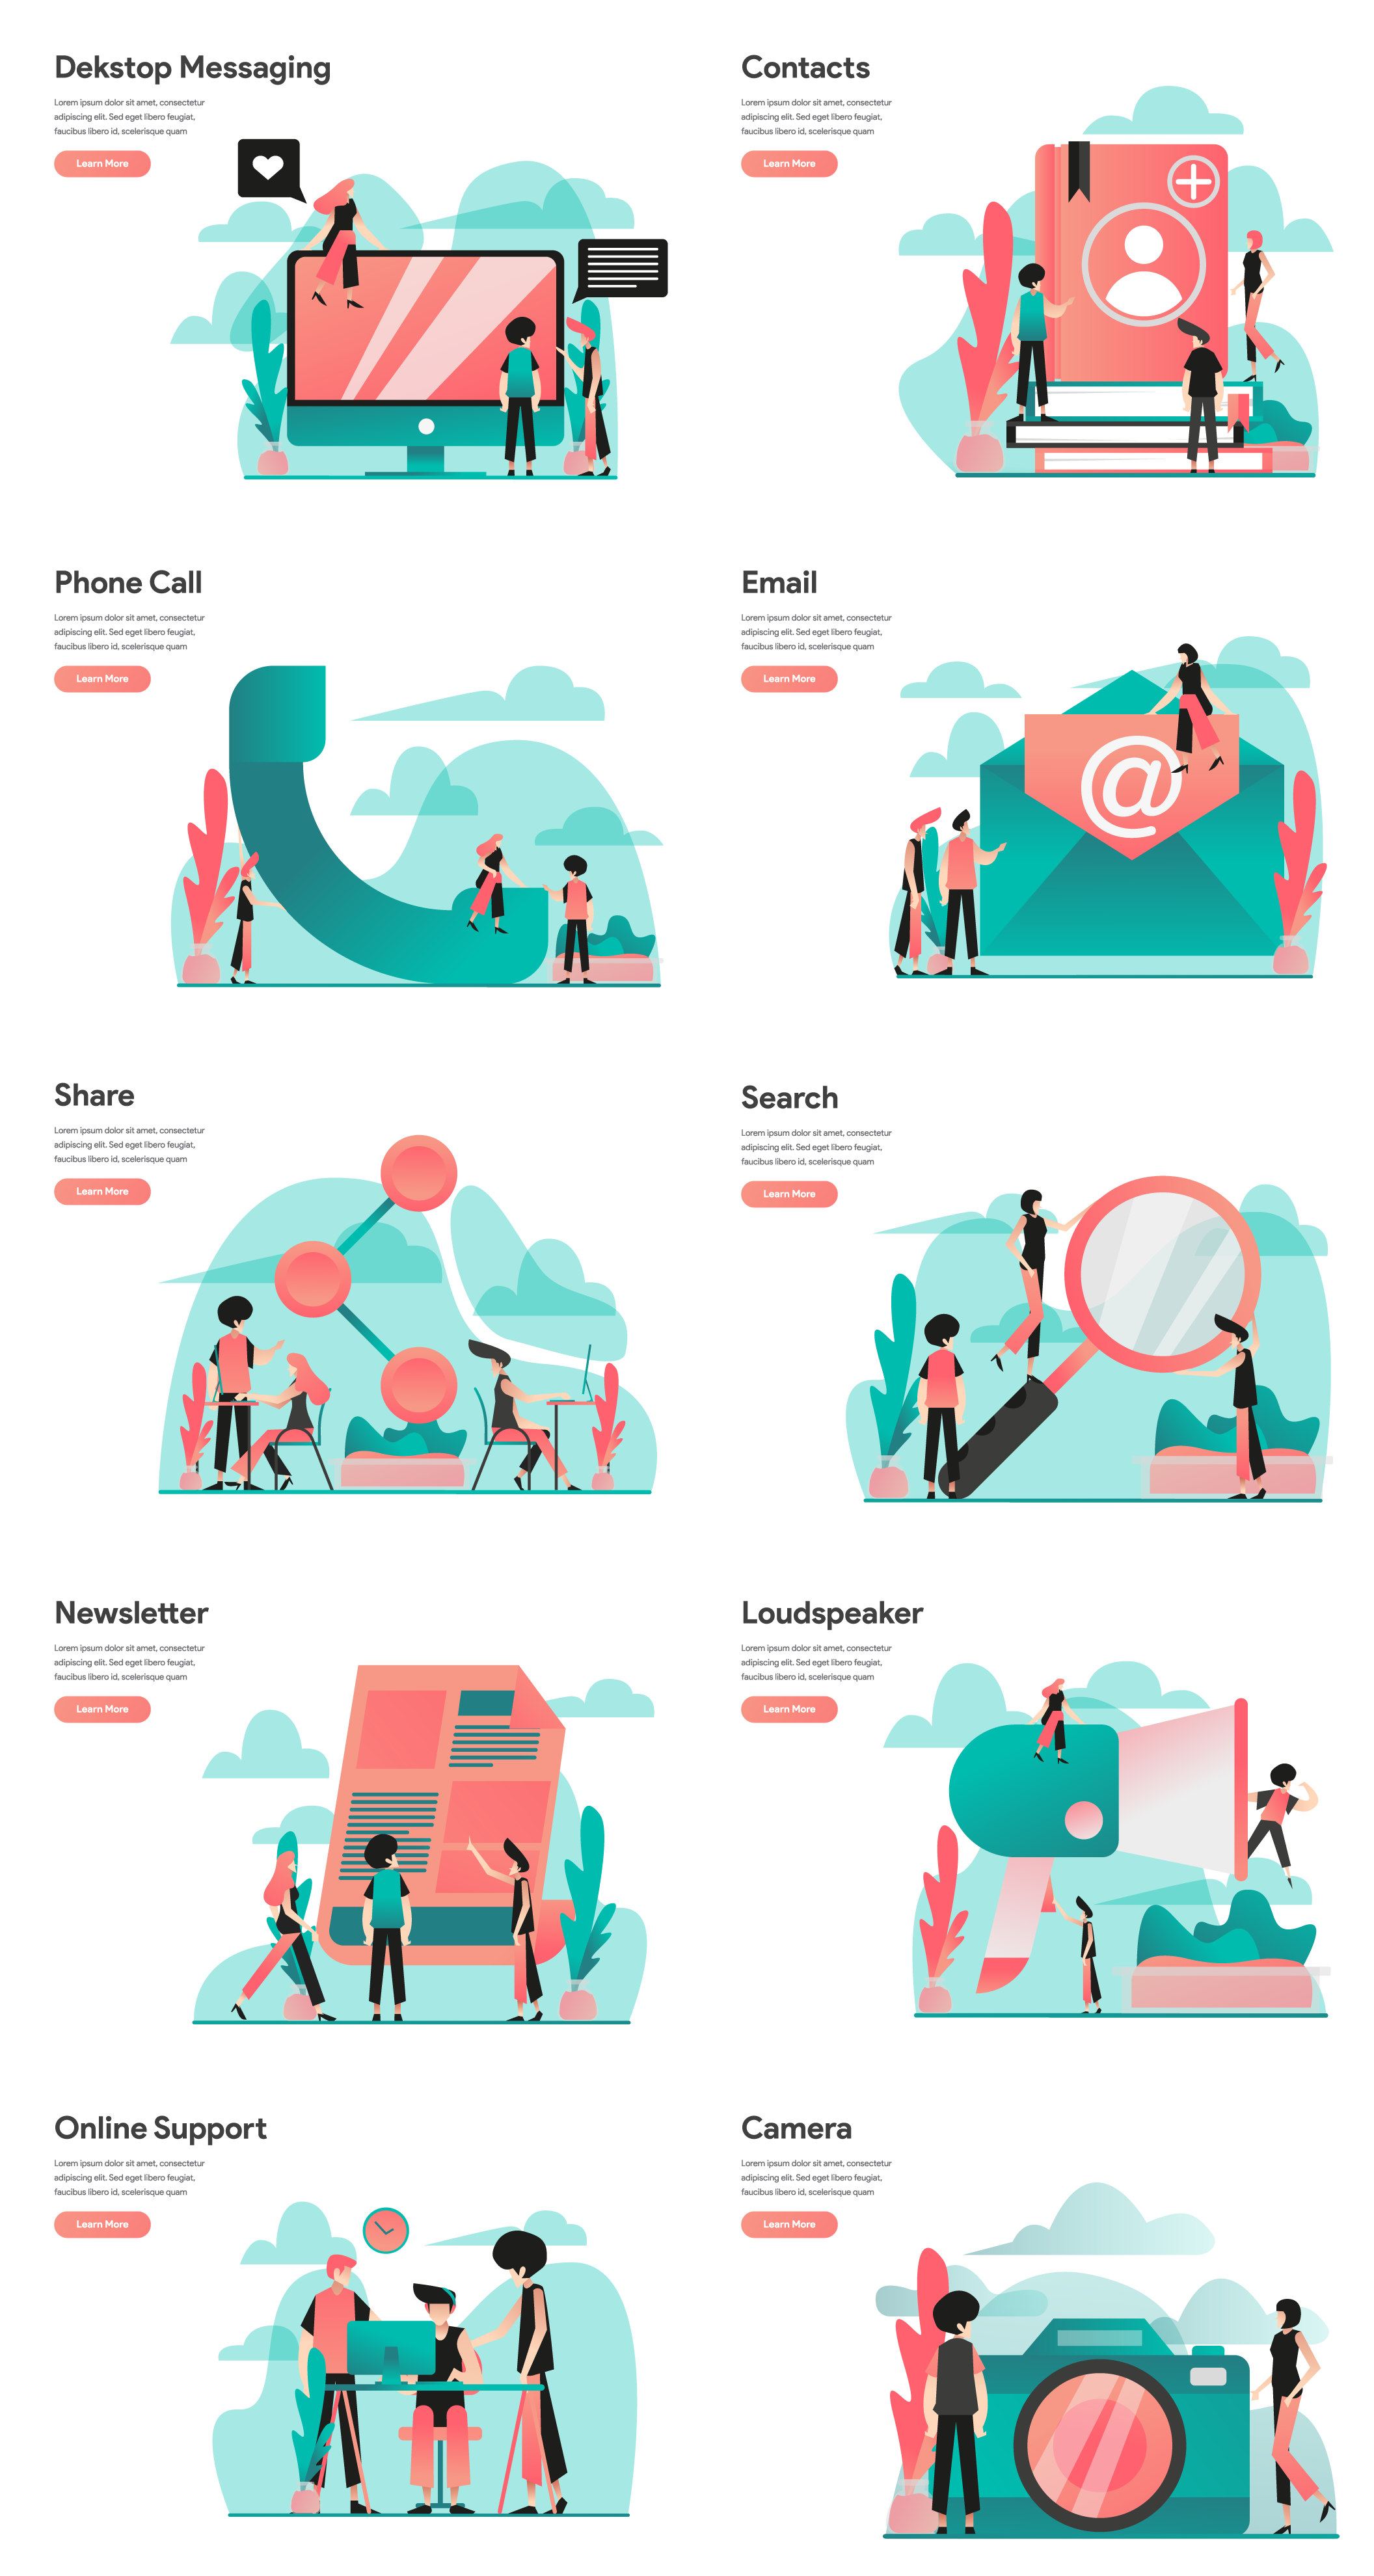 Dekstop Messaging
Lorem ipsum dolor sit amet, consectetur
adipiscing elit. Sed eget libero feugiat,
faucibus libero id, scelerisque quam
Learn More
Contacts
Lorem ipsum dolor sit amet, consectetur
adipiscing elit. Sed eget libero feugiat,
faucibus libero id, scelerisque quam
Learn More
Phone Call
Lorem ipsum dolor sit amet, consectetur
adipiscing elit. Sed eget libero feugiat,
faucibus libero id, scelerisque quam
Learn More
Email
Lorem ipsum dolor sit amet, consectetur
adipiscing elit. Sed eget libero feugiat,
faucibus libero id, scelerisque quam
Learn More
@
Share
Lorem ipsum dolor sit amet, consectetur
adipiscing elit. Sed eget libero feugiat,
faucibus libero id, scelerisque quam
Learn More
Search
Lorem ipsum dolor sit amet, consectetur
adipiscing elit. Sed eget libero feugiat,
faucibus libero id, scelerisque quam
Learn More
Newsletter
Lorem ipsum dolor sit amet, consectetur
adipiscing elit. Sed eget libero feugiat,
faucibus libero id, scelerisque quam
Learn More
Loudspeaker
Lorem ipsum dolor sit amet, consectetur
adipiscing elit. Sed eget libero feugiat,
faucibus libero id, scelerisque quam
Learn More
Online Support
Lorem ipsum dolor sit amet, consectetur
adipiscing elit. Sed eget libero feugiat,
faucibus libero id, scelerisque quam
Learn More
Camera
Lorem ipsum dolor sit amet, consectetur
adipiscing elit. Sed eget libero feugiat,
faucibus libero id, scelerisque quam
Learn More